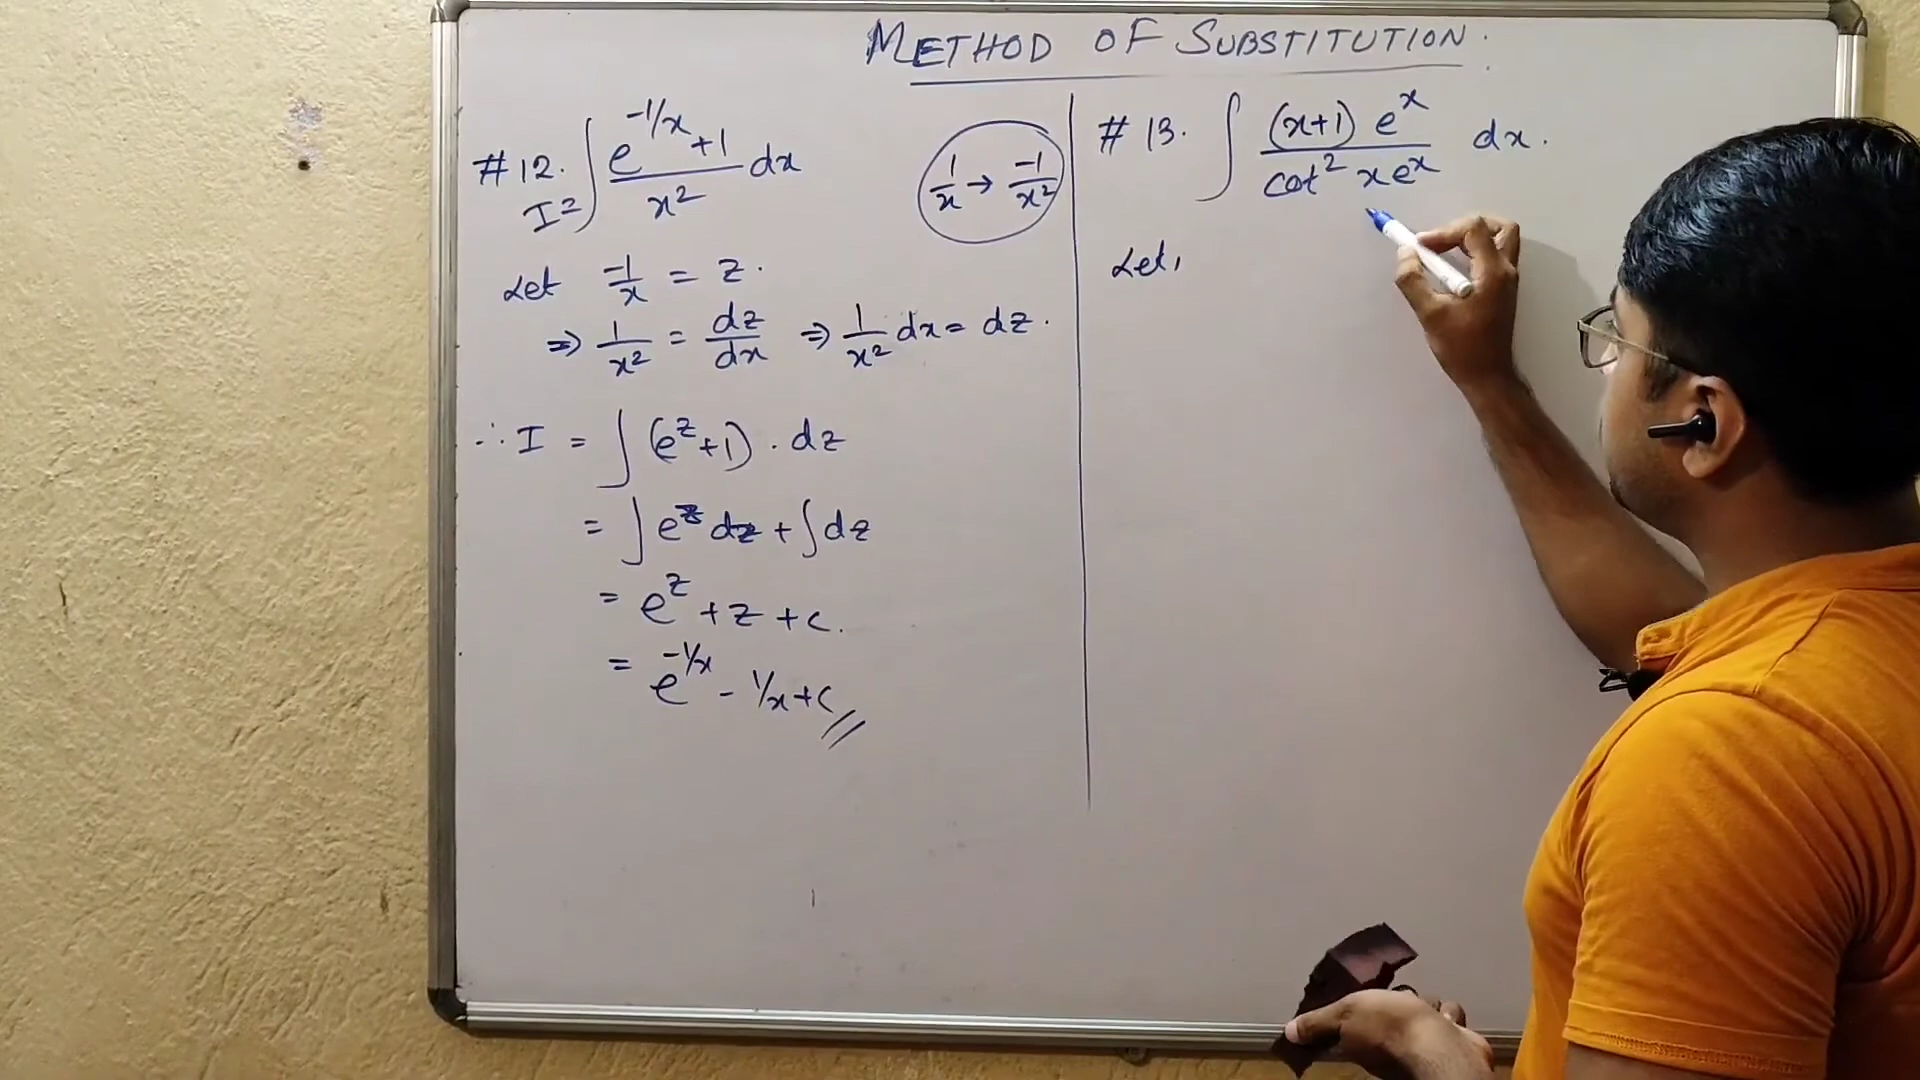 METHOD OF SUBSTITUTION.
#12. I = ∫ (e^(-1/x) + 1)/x² dx
1/x → -1/x²
Let -1/x = z.
⇒ 1/x² = dz/dx ⇒ 1/x² dx = dz.
∴ I = ∫ (e^z + 1) . dz
= ∫ e^z dz + ∫ dz
= e^z + z + c.
= e^(-1/x) - 1/x + c
#13. ∫ (x+1) e^x / cot² xe^x dx.
Let,